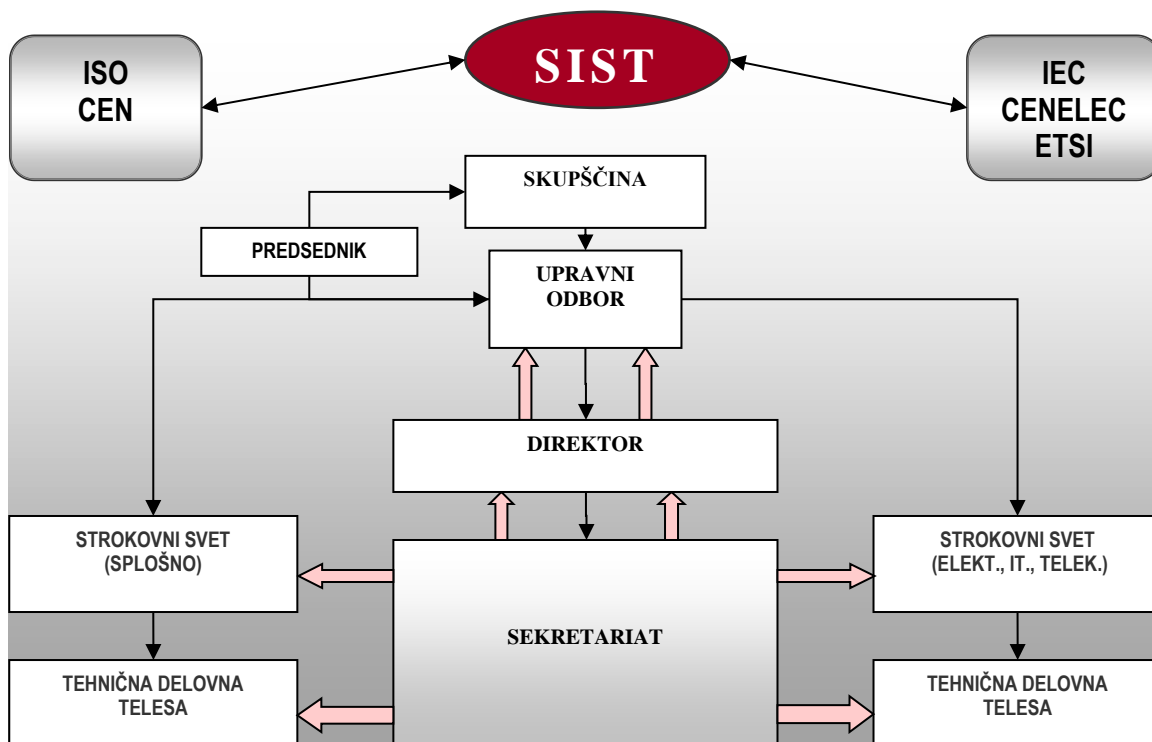 ISO
CEN
SIST
IEC
CENELEC
ETSI
SKUPŠČINA
PREDSEDNIK
UPRAVNI
ODBOR
DIREKTOR
STROKOVNI SVET
(SPLOŠNO)
STROKOVNI SVET
(ELEKT., IT., TELEK.)
SEKRETARIAT
TEHNIČNA DELOVNA
TELESA
TEHNIČNA DELOVNA
TELESA